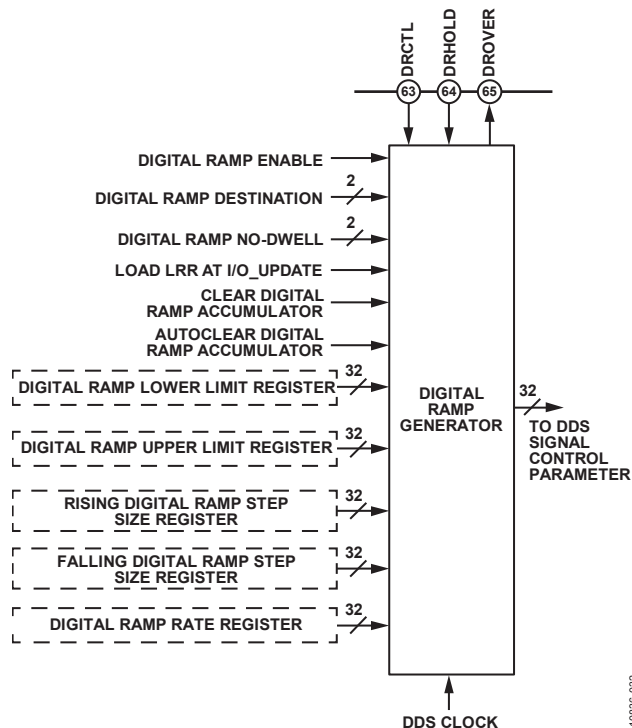 DRCTL
DRHOLD
DROVER
63
64
65
DIGITAL RAMP ENABLE
2
DIGITAL RAMP DESTINATION
2
DIGITAL RAMP NO-DWELL
LOAD LRR AT I/O_UPDATE
CLEAR DIGITAL
RAMP ACCUMULATOR
AUTOCLEAR DIGITAL
RAMP ACCUMULATOR
32
DIGITAL RAMP LOWER LIMIT REGISTER
32
DIGITAL RAMP UPPER LIMIT REGISTER
32
RISING DIGITAL RAMP STEP
SIZE REGISTER
32
FALLING DIGITAL RAMP STEP
SIZE REGISTER
32
DIGITAL RAMP RATE REGISTER
DIGITAL
RAMP
GENERATOR
32
TO DDS
SIGNAL
CONTROL
PARAMETER
DDS CLOCK